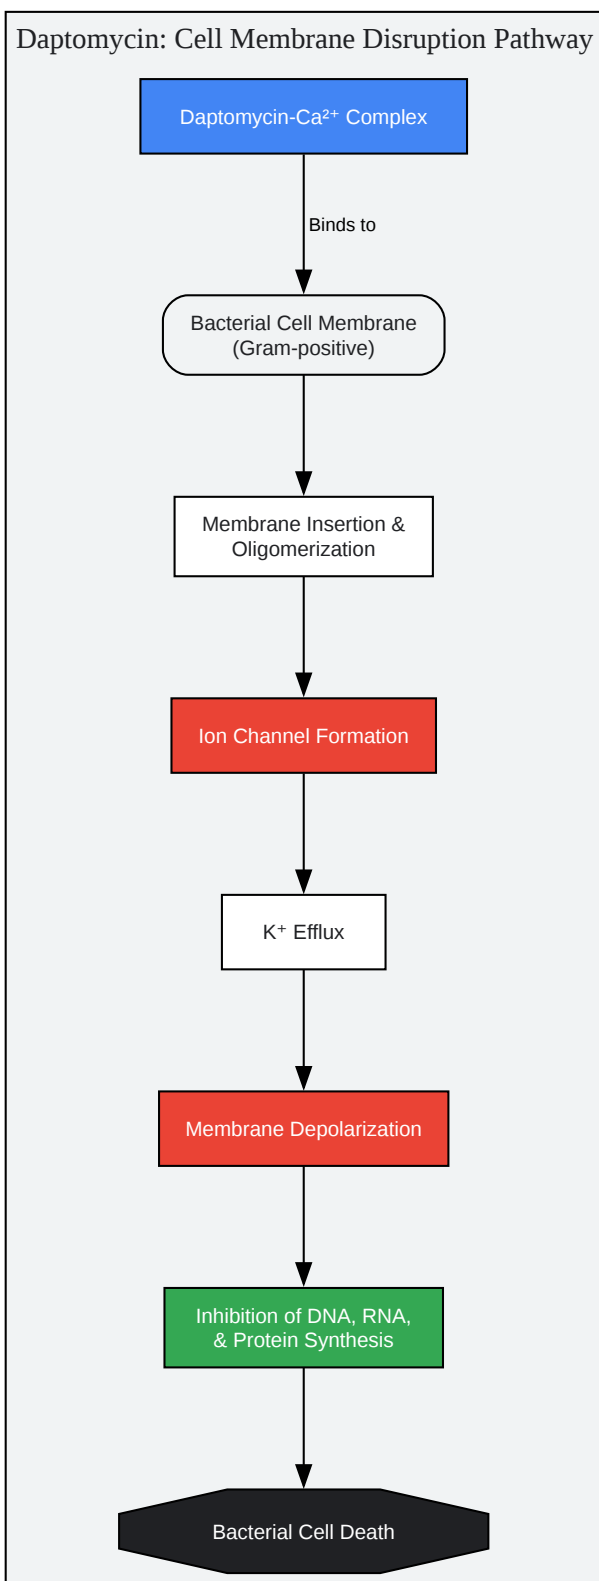 Daptomycin: Cell Membrane Disruption Pathway
Daptomycin-Ca²⁺ Complex
Binds to
Bacterial Cell Membrane
(Gram-positive)
Membrane Insertion &
Oligomerization
Ion Channel Formation
K⁺ Efflux
Membrane Depolarization
Inhibition of DNA, RNA,
& Protein Synthesis
Bacterial Cell Death